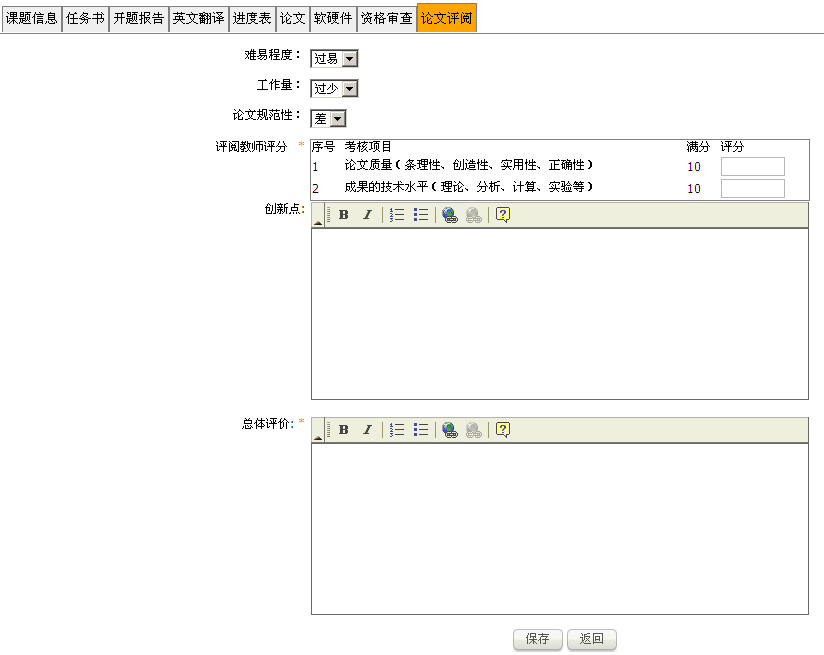 课题信息 任务书 开题报告 英文翻译 进度表 论文 软硬件 资格审查 论文评阅
难易程度： 过易
工作量： 过少
论文规范性： 差
评阅教师评分 * 序号 考核项目 满分 评分
1 论文质量（条理性、创造性、实用性、正确性） 10
2 成果的技术水平（理论、分析、计算、实验等） 10
创新点: B I ?
总体评价: * B I ?
保存 返回